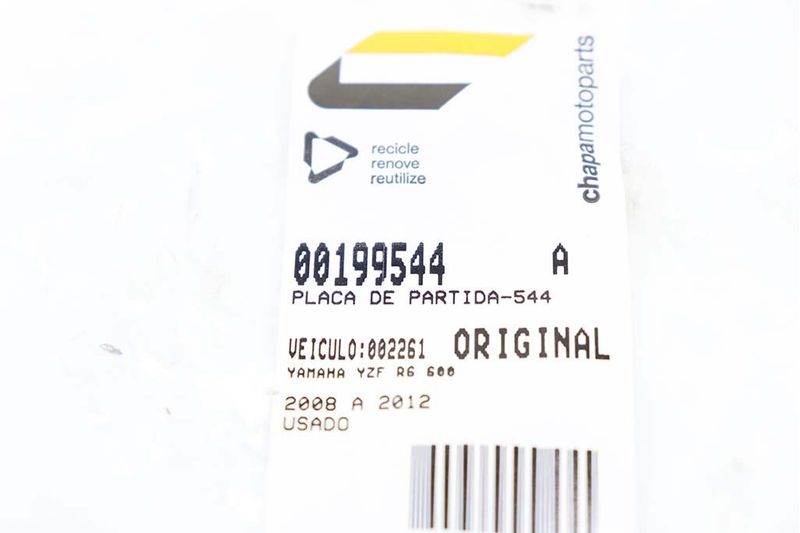 chapamotoparts
recicle
renove
reutilize
00199544 A
PLACA DE PARTIDA-544
VEICULO:002261 ORIGINAL
YAMAHA YZF R6 600
2008 A 2012
USADO